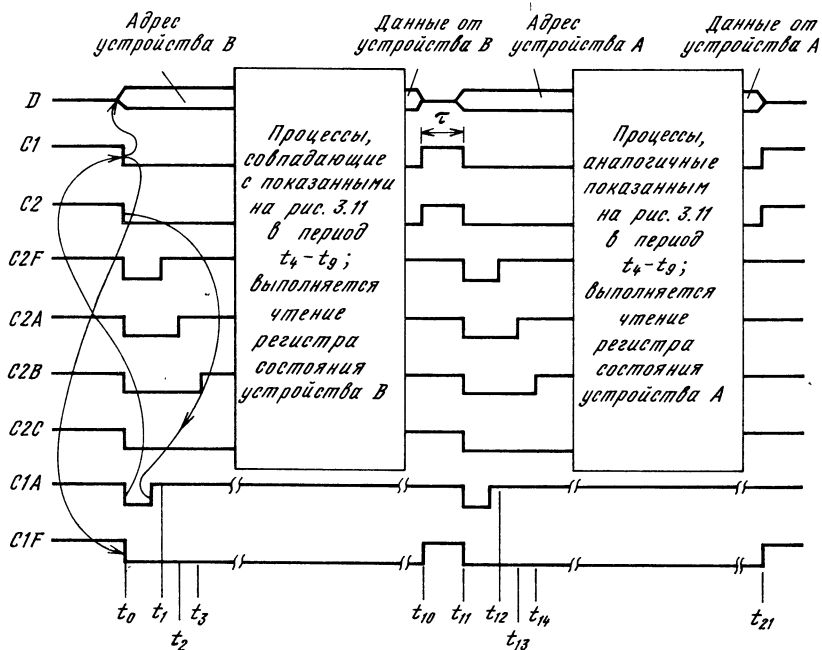 Адрес
устройства B
Данные от
устройства B
Адрес
устройства A
Данные от
устройства A
D
τ
C1
C2
C2F
C2A
C2B
C2C
C1A
C1F
Процессы,
совпадающие
с показанными
на рис. 3.11
в период
t₄ – t₉;
выполняется
чтение
регистра
состояния
устройства B
Процессы,
аналогичные
показанным
на рис. 3.11
в период
t₄ – t₉;
выполняется
чтение
регистра
состояния
устройства A
t₀ t₁ t₃ t₁₀ t₁₁ t₁₂ t₁₄ t₂₁
t₂ t₁₃